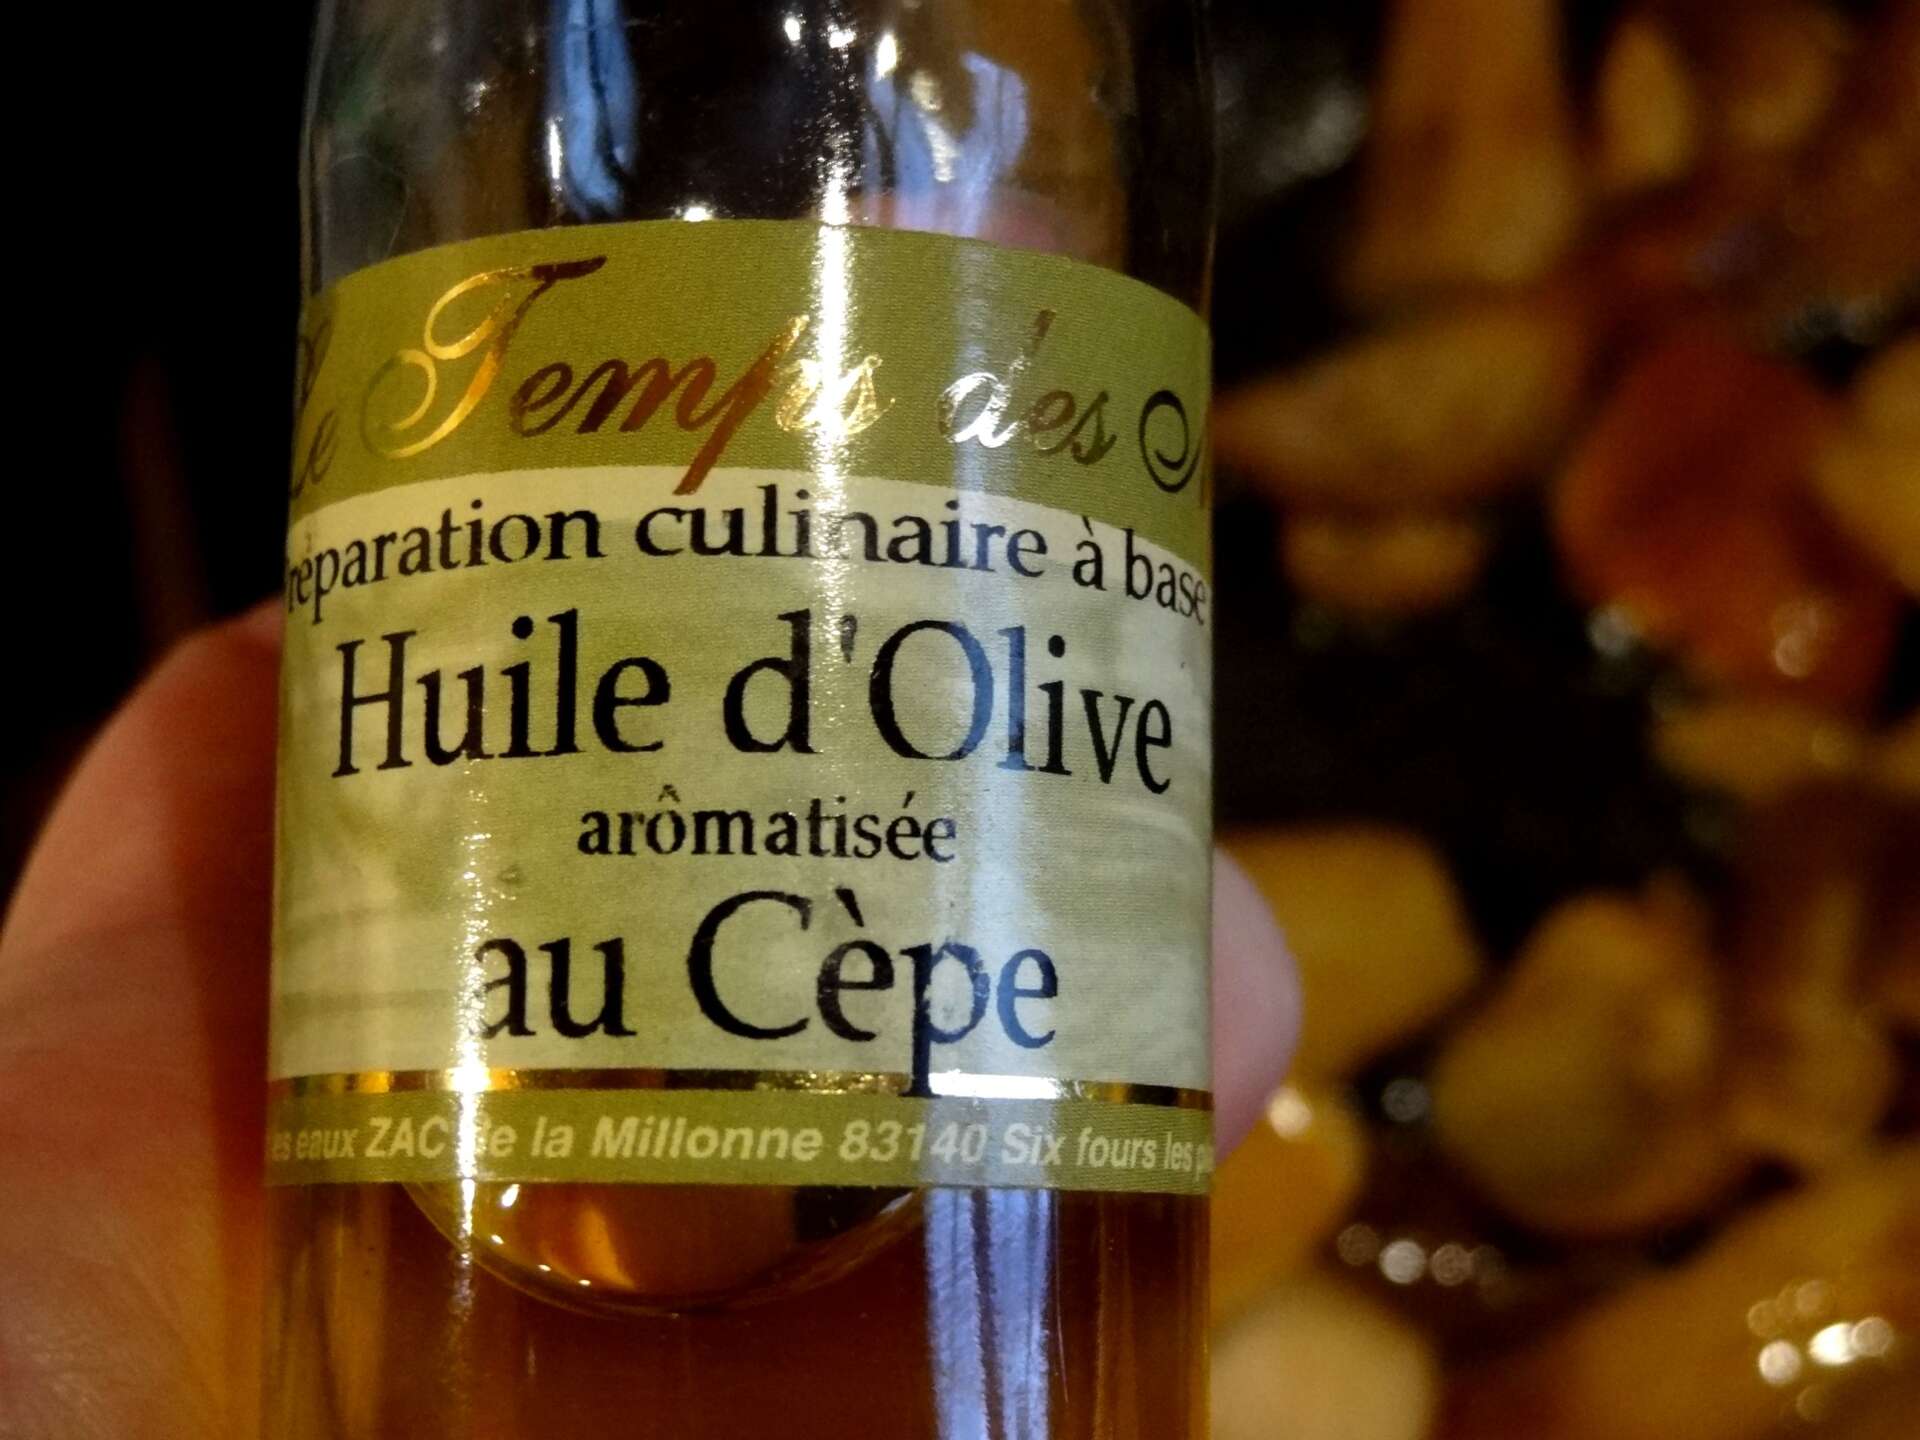 Le Temps des
réparation culinaire à base
Huile d'Olive
arômatisée
au Cèpe
es eaux ZAC de la Millonne 83140 Six fours les p